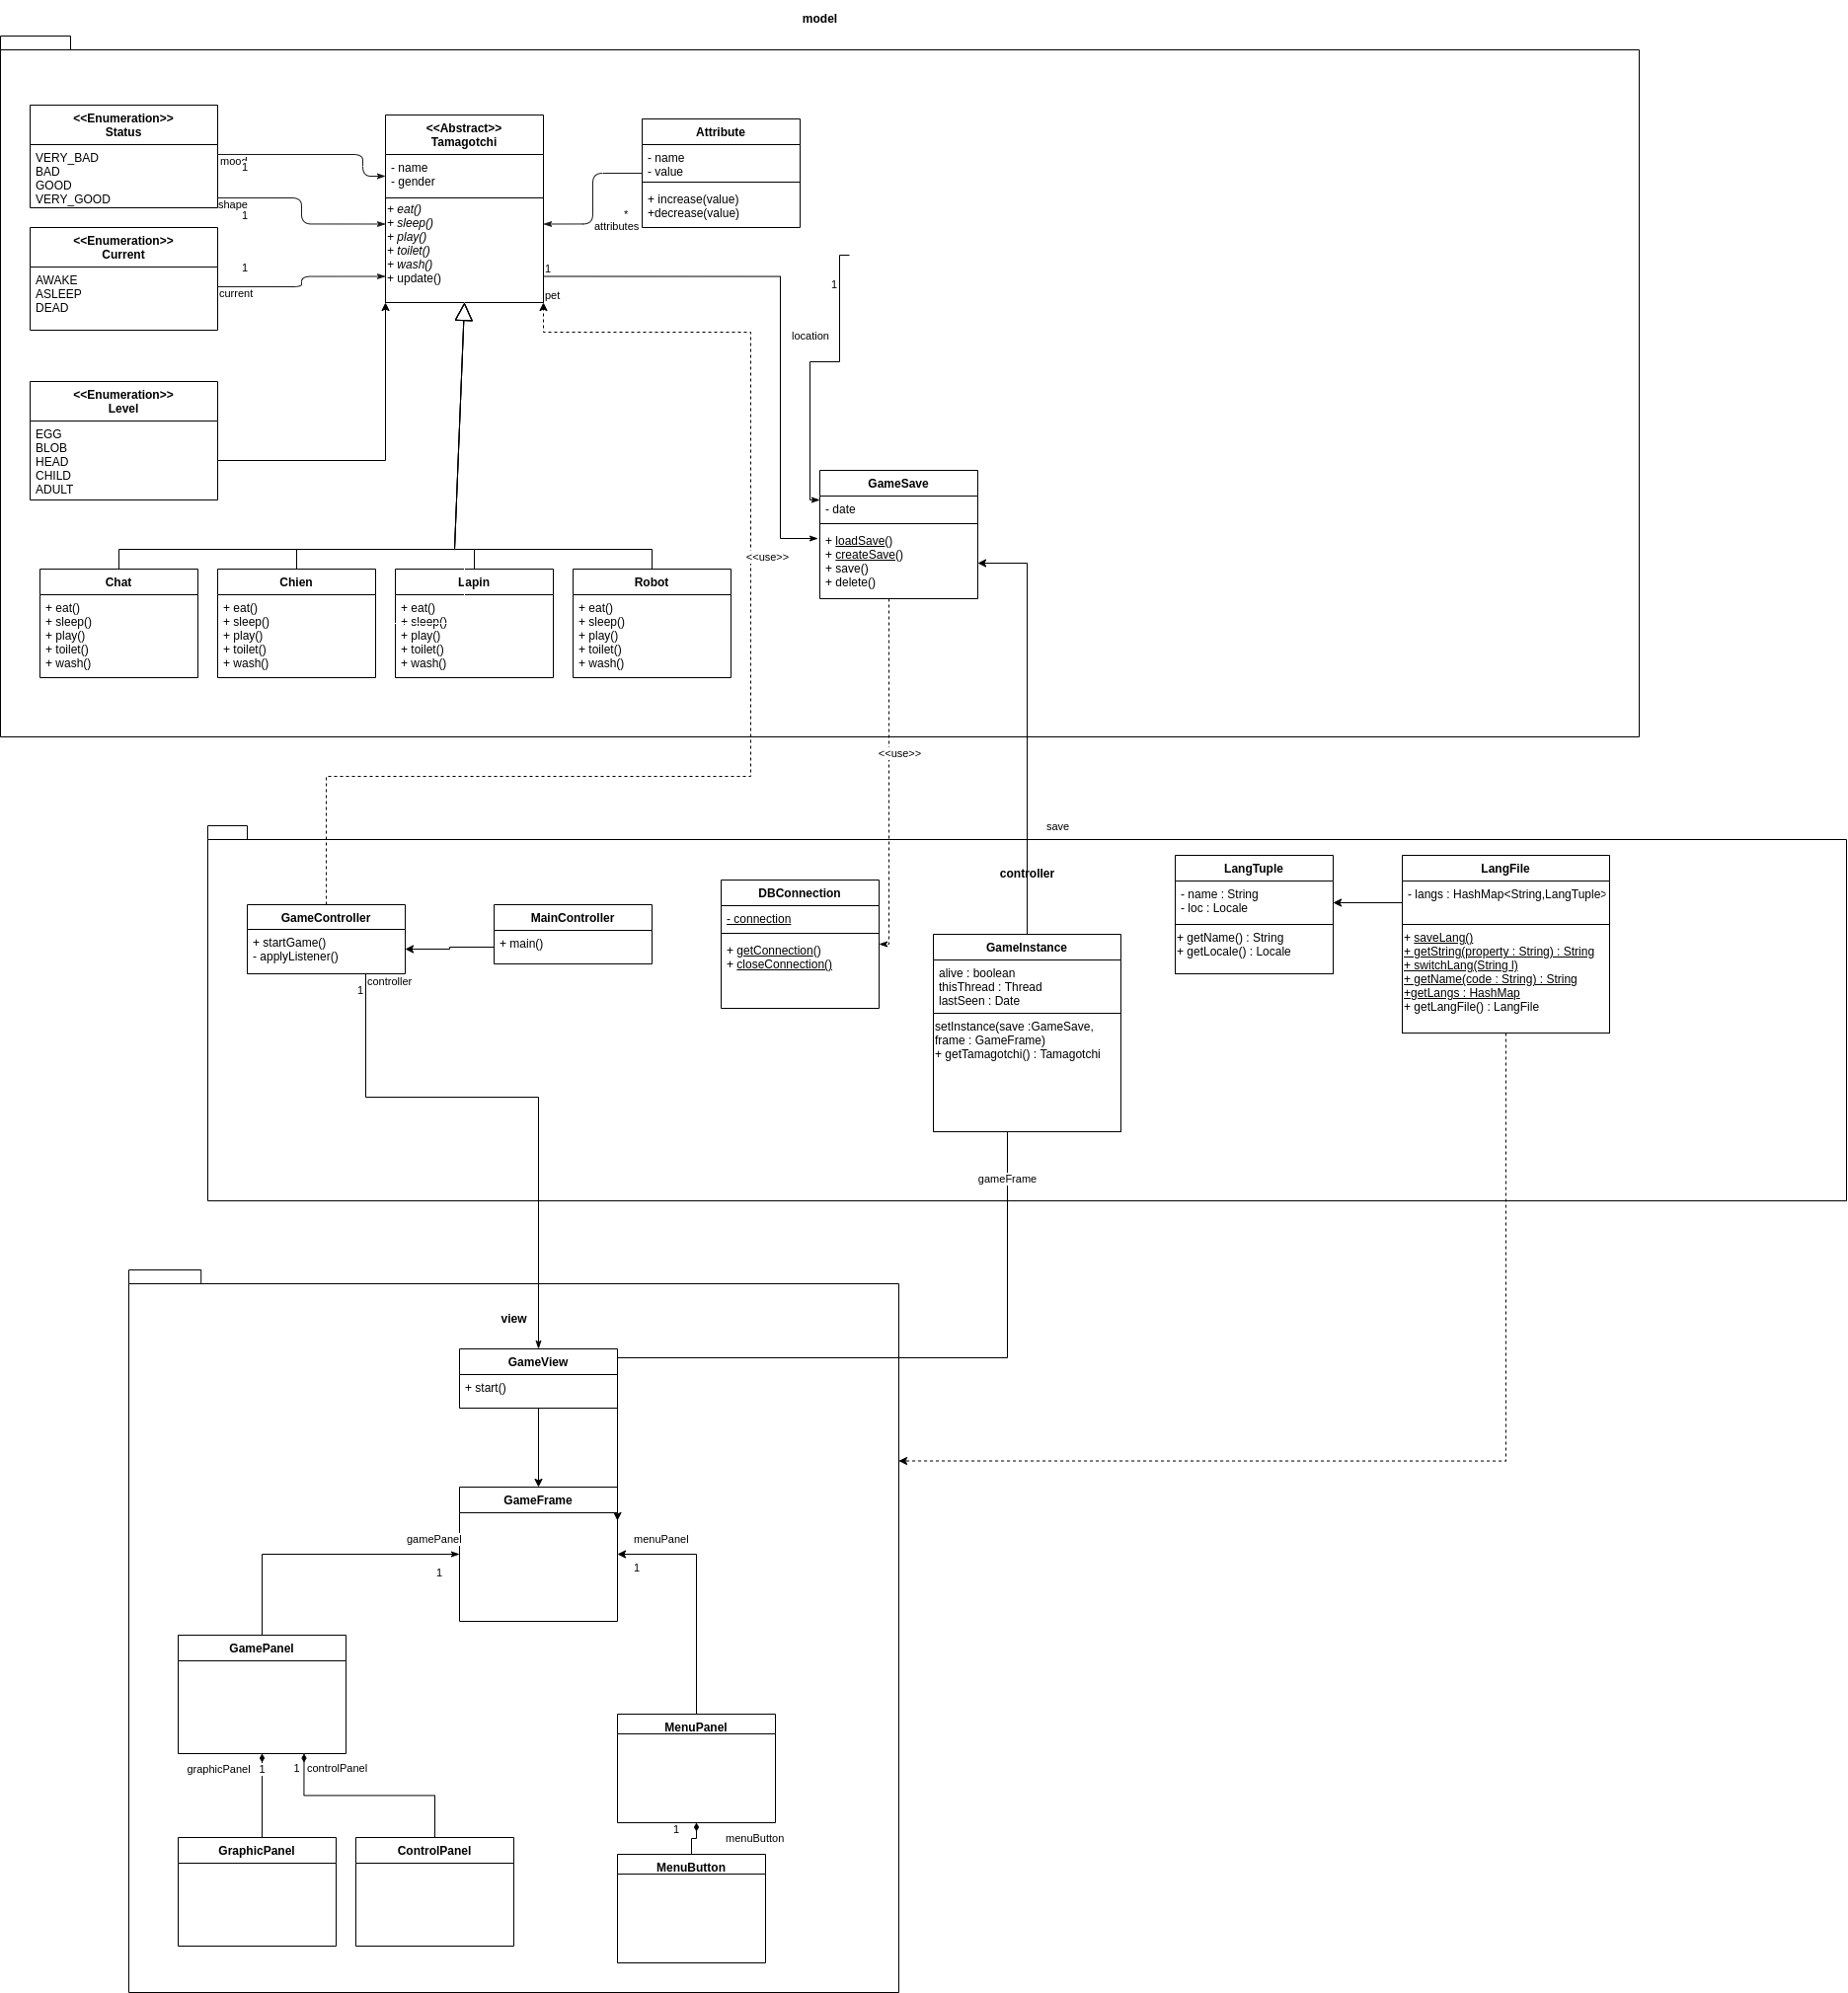 model
<<Enumeration>>
Status
VERY_BAD
BAD
GOOD
VERY_GOOD
mood
1
shape
1
<<Enumeration>>
Current
AWAKE
ASLEEP
DEAD
1
current
<<Enumeration>>
Level
EGG
BLOB
HEAD
CHILD
ADULT
<<Abstract>>
Tamagotchi
- name
- gender
+ eat()
+ sleep()
+ play()
+ toilet()
+ wash()
+ update()
Attribute
- name
- value
+ increase(value)
+decrease(value)
*
attributes
1
pet
1
location
GameSave
- date
+ loadSave()
+ createSave()
+ save()
+ delete()
<<use>>
Chat
+ eat()
+ sleep()
+ play()
+ toilet()
+ wash()
Chien
+ eat()
+ sleep()
+ play()
+ toilet()
+ wash()
Lapin
+ eat()
+ sleep()
+ play()
+ toilet()
+ wash()
Robot
+ eat()
+ sleep()
+ play()
+ toilet()
+ wash()
<<use>>
save
controller
GameController
+ startGame()
- applyListener()
MainController
+ main()
1
controller
DBConnection
- connection
+ getConnection()
+ closeConnection()
GameInstance
alive : boolean
thisThread : Thread
lastSeen : Date
setInstance(save :GameSave,
frame : GameFrame)
+ getTamagotchi() : Tamagotchi
LangTuple
- name : String
- loc : Locale
+ getName() : String
+ getLocale() : Locale
LangFile
- langs : HashMap<String,LangTuple>
+ saveLang()
+ getString(property : String) : String
+ switchLang(String l)
+ getName(code : String) : String
+getLangs : HashMap
+ getLangFile() : LangFile
gameFrame
view
GameView
+ start()
GameFrame
gamePanel
1
menuPanel
1
GamePanel
graphicPanel
1
1
controlPanel
GraphicPanel
ControlPanel
MenuPanel
1
menuButton
MenuButton